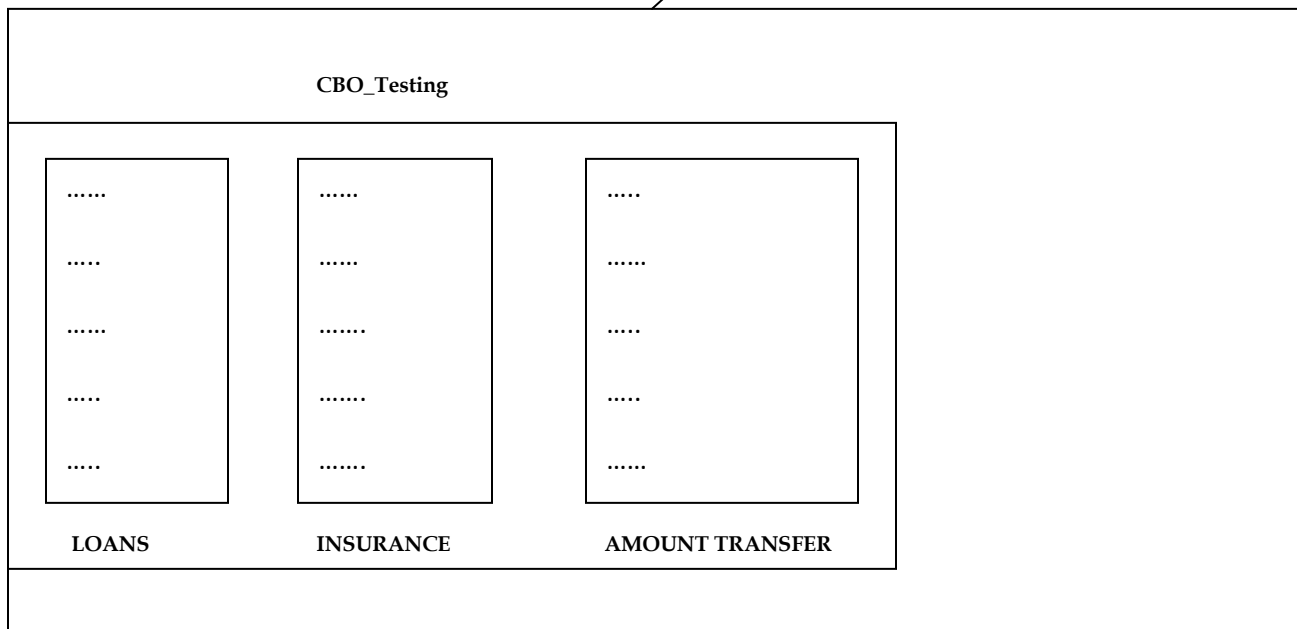 CBO_Testing
…… …… …..
….. …… ……
…… ……. …..
….. ……. …..
….. ……. ……
LOANS INSURANCE AMOUNT TRANSFER